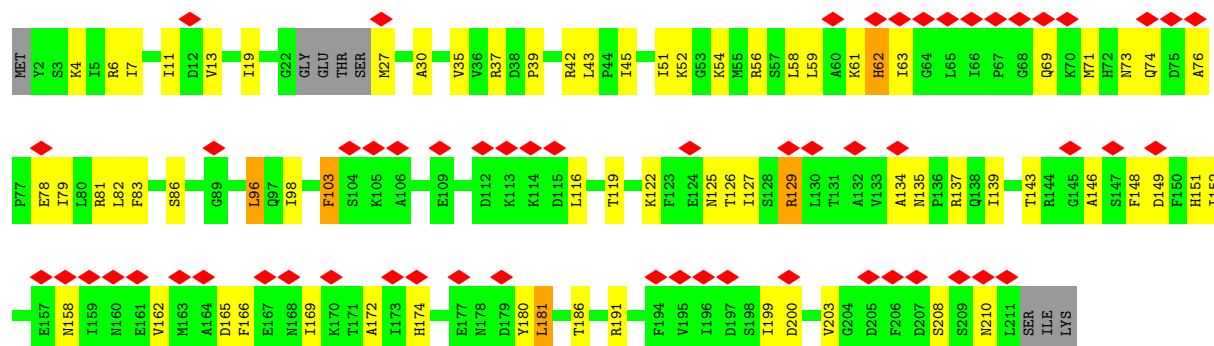 MET Y2 S3 K4 I5 R6 I7 I11 D12 V13 I19 G22 GLY GLU THR SER M27 A30 V35 V36 R37 D38 P39 R42 L43 P44 I45 I51 K52 G53 K54 M55 R56 S57 L58 L59 A60 K61 H62 I63 G64 L65 I66 P67 G68 Q69 K70 M71 H72 N73 Q74 D75 A76
P77 E78 I79 L80 R81 L82 F83 S86 G89 L96 Q97 I98 F103 S104 K105 A106 E109 D112 K113 K114 D115 L116 T119 K122 F123 E124 N125 T126 I127 S128 R129 L130 T131 A132 V133 A134 N135 P136 R137 Q138 I139 T143 R144 G145 A146 S147 F148 D149 F150 H151
E157 N158 I159 N160 E161 V162 M163 A164 D165 F166 E167 N168 I169 K170 T171 A172 I173 H174 E177 N178 D179 Y180 L181 T186 R191 F194 V195 I196 D197 S198 I199 D200 V203 G204 D205 F206 D207 S208 S209 N210 L211 SER ILE LYS